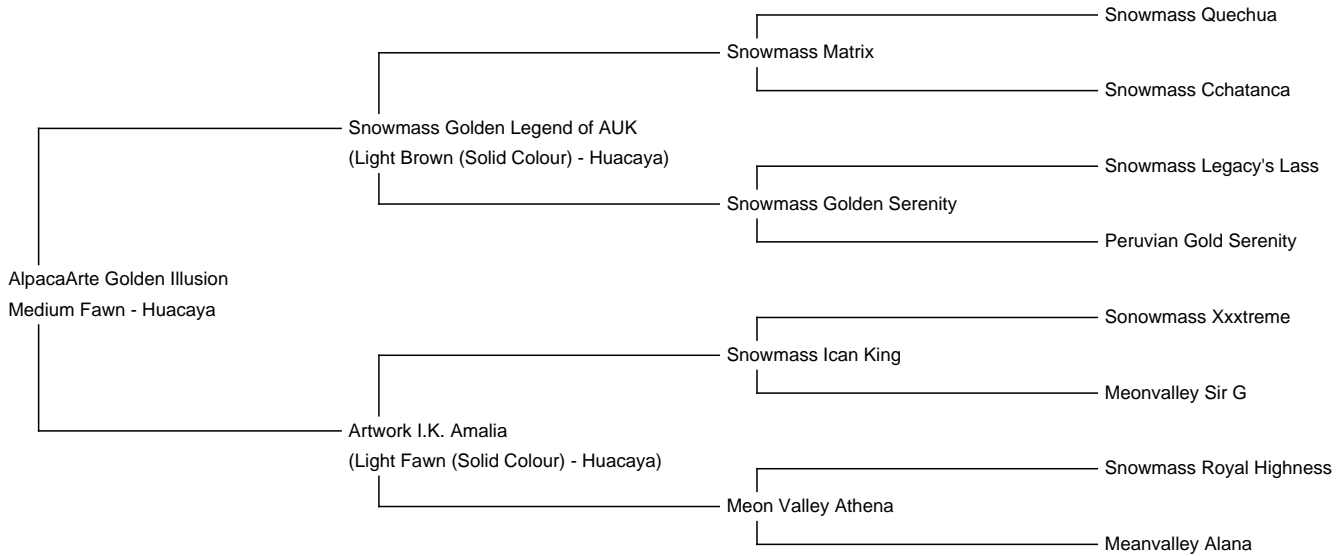 Snowmass Quechua
Snowmass Matrix
Snowmass Cchatanca
Snowmass Golden Legend of AUK
(Light Brown (Solid Colour) - Huacaya)
Snowmass Legacy's Lass
Snowmass Golden Serenity
Peruvian Gold Serenity
AlpacaArte Golden Illusion
Medium Fawn - Huacaya
Sonowmass Xxxtreme
Snowmass Ican King
Meonvalley Sir G
Artwork I.K. Amalia
(Light Fawn (Solid Colour) - Huacaya)
Snowmass Royal Highness
Meon Valley Athena
Meanvalley Alana